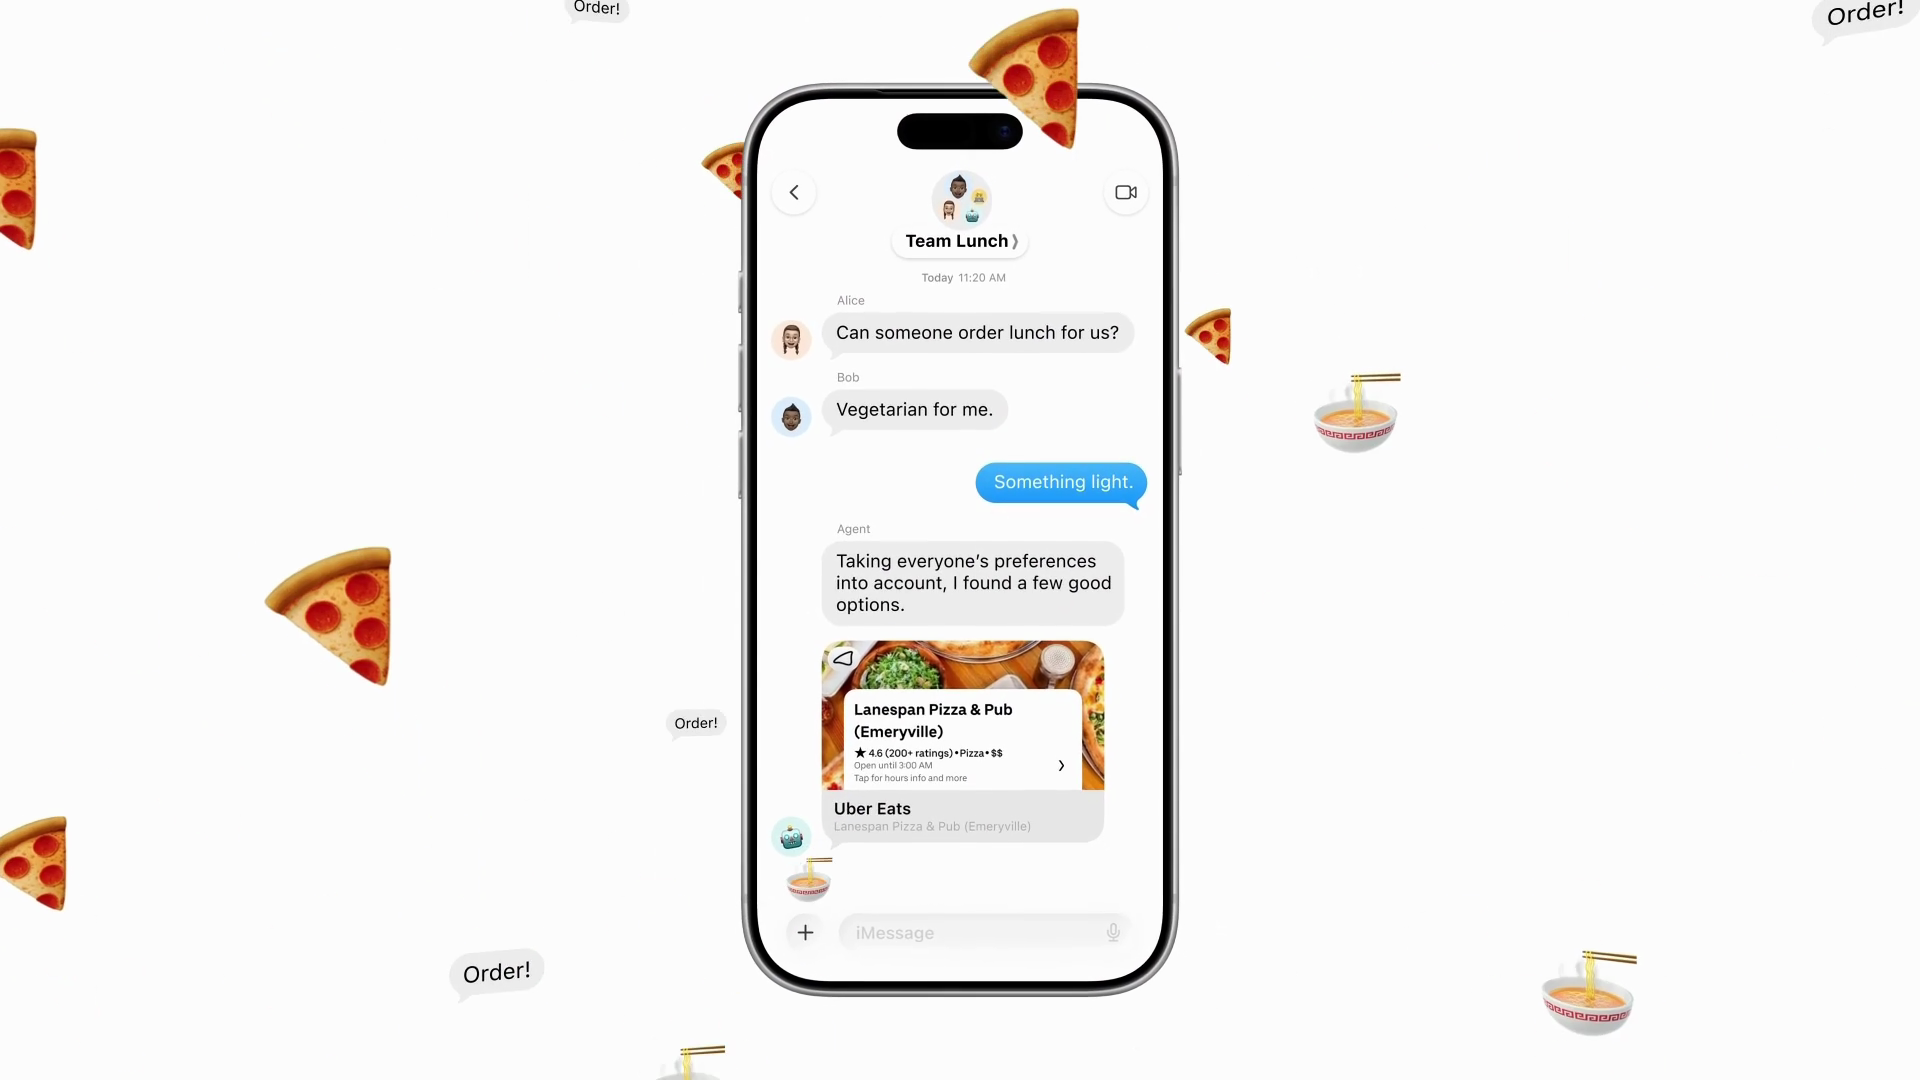 Order!
Order!
Team Lunch
Today 11:20 AM
Alice
Can someone order lunch for us?
Bob
Vegetarian for me.
Something light.
Agent
Taking everyone’s preferences
into account, I found a few good
options.
Order!
Lanespan Pizza & Pub
(Emeryville)
★ 4.6 (200+ ratings) • Pizza • $$
Open until 3:00 AM
Tap for hours info and more
Uber Eats
Lanespan Pizza & Pub (Emeryville)
iMessage
Order!